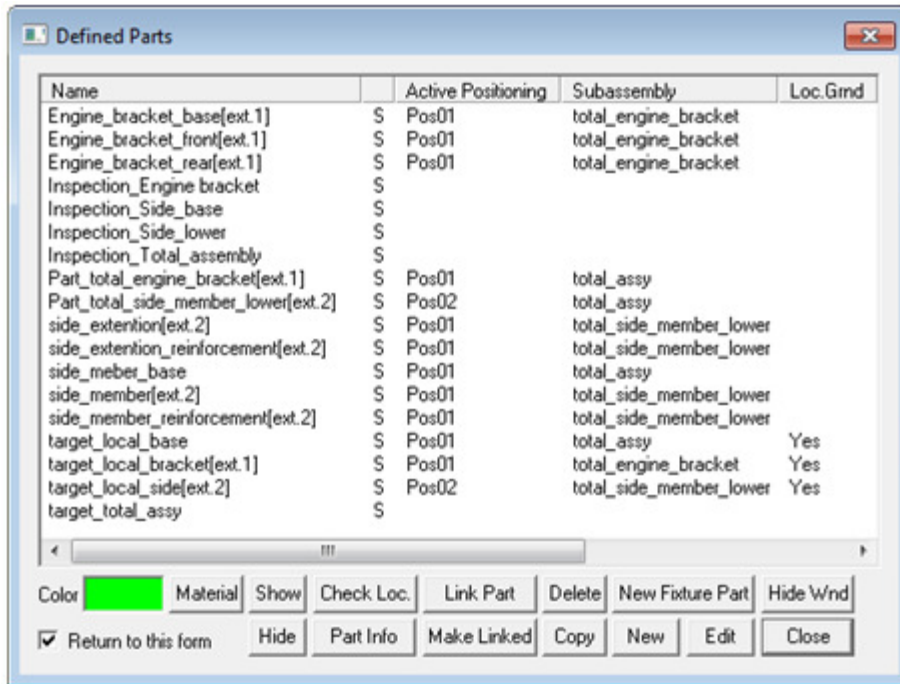 Defined Parts
Name Active Positioning Subassembly Loc.Grnd
Engine_bracket_base[ext.1] S Pos01 total_engine_bracket
Engine_bracket_front[ext.1] S Pos01 total_engine_bracket
Engine_bracket_rear[ext.1] S Pos01 total_engine_bracket
Inspection_Engine bracket S
Inspection_Side_base S
Inspection_Side_lower S
Inspection_Total_assembly S
Part_total_engine_bracket[ext.1] S Pos01 total_assy
Part_total_side_member_lower[ext.2] S Pos02 total_assy
side_extention[ext.2] S Pos01 total_side_member_lower
side_extention_reinforcement[ext.2] S Pos01 total_side_member_lower
side_meber_base S Pos01 total_assy
side_member[ext.2] S Pos01 total_side_member_lower
side_member_reinforcement[ext.2] S Pos01 total_side_member_lower
target_local_base S Pos01 total_assy Yes
target_local_bracket[ext.1] S Pos01 total_engine_bracket Yes
target_local_side[ext.2] S Pos02 total_side_member_lower Yes
target_total_assy S
Color Material Show Check Loc. Link Part Delete New Fixture Part Hide Wnd
Return to this form Hide Part Info Make Linked Copy New Edit Close